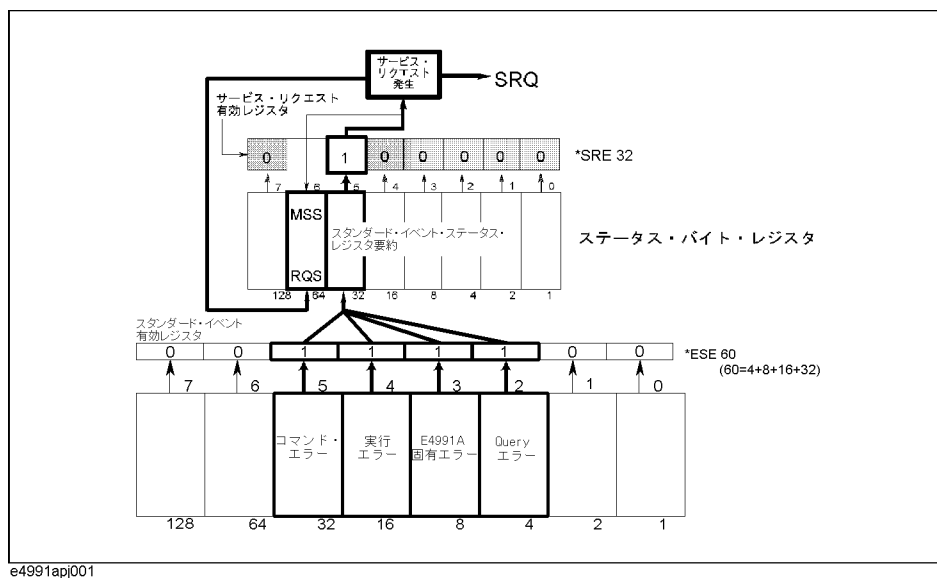 サービス・
リクエスト
発生
SRQ
サービス・リクエスト
有効レジスタ
0 1 0 0 0 0 0
*SRE 32
7 6 5 4 3 2 1 0
MSS
スタンダード・イベント・ステータス・
レジスタ要約
RQS
ステータス・バイト・レジスタ
128 64 32 16 8 4 2 1
スタンダード・イベント
有効レジスタ
0 0 1 1 1 1 0 0
*ESE 60
(60=4+8+16+32)
7 6 5 4 3 2 1 0
コマンド・
エラー
実行
エラー
E4991A
固有エラー
Query
エラー
128 64 32 16 8 4 2 1
e4991apj001